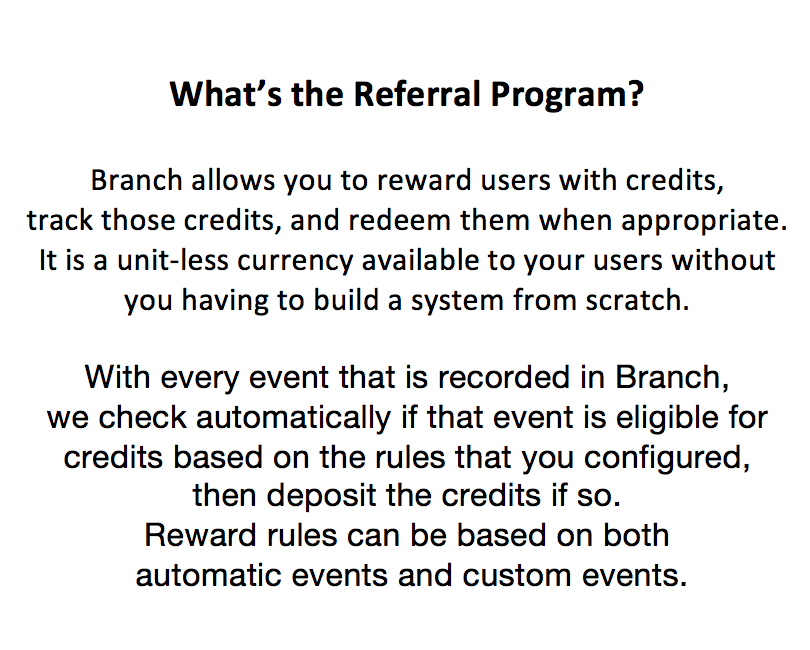 What’s the Referral Program?
Branch allows you to reward users with credits,
track those credits, and redeem them when appropriate.
It is a unit-less currency available to your users without
you having to build a system from scratch.
With every event that is recorded in Branch,
we check automatically if that event is eligible for
credits based on the rules that you configured,
then deposit the credits if so.
Reward rules can be based on both
automatic events and custom events.